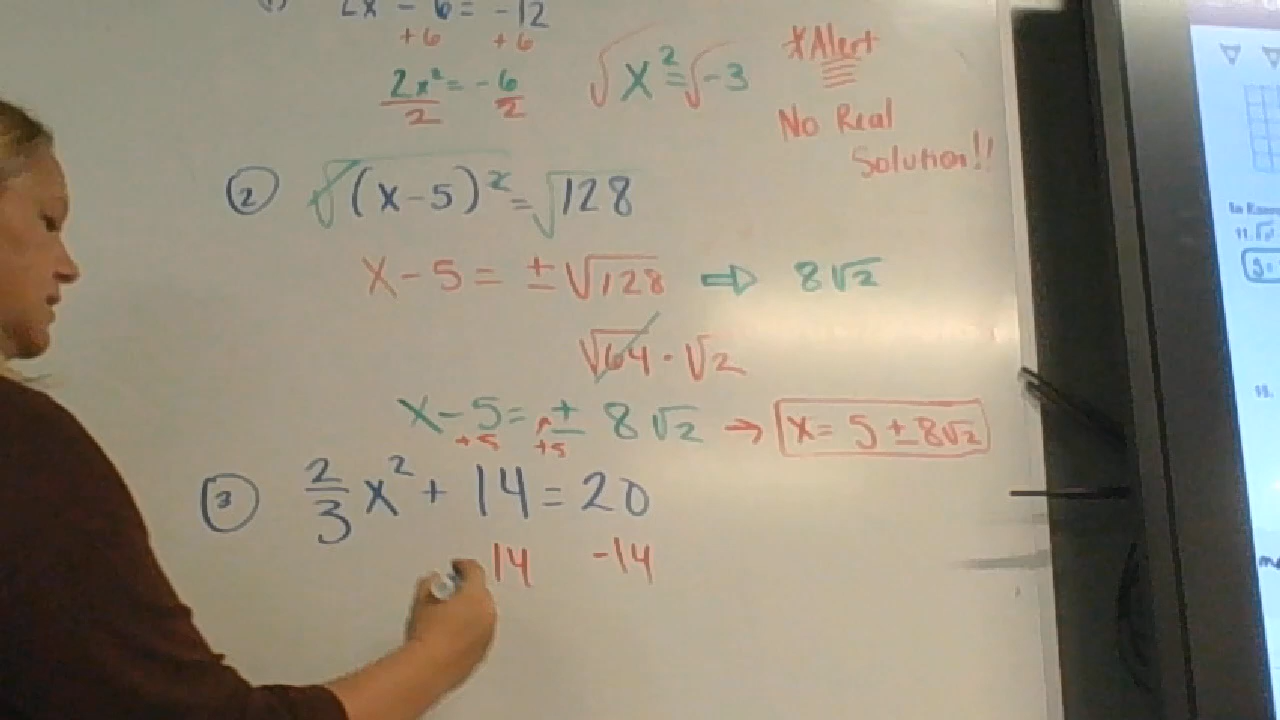 2x - 6 = -12
+6 +6
2x² = -6
2 2
√x² = √-3
*Alert
No Real
Solution!!
② √(x-5)² = √128
x-5 = ±√128 ⇨ 8√2
√64 · √2
x-5 = ± 8√2 → x = 5 ± 8√2
+5 +5
③ 2/3 x² + 14 = 20
14 -14